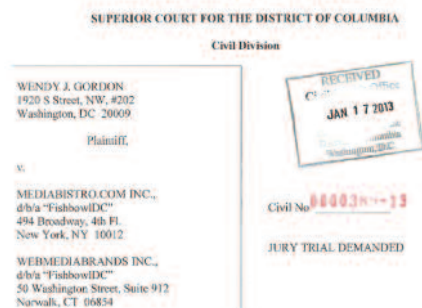 SUPERIOR COURT FOR THE DISTRICT OF COLUMBIA
Civil Division
WENDY J. GORDON
1920 S Street, NW, #202
Washington, DC 20009
Plaintiff,
v.
MEDIABISTRO.COM INC.,
d/b/a "FishbowlDC"
494 Broadway, 4th Fl.
New York, NY 10012
WEBMEDIABRANDS INC.,
d/b/a "FishbowlDC"
50 Washington Street, Suite 912
Norwalk, CT 06854
RECEIVED
Office
JAN 17 2013
Washington, D.C.
Civil No
JURY TRIAL DEMANDED